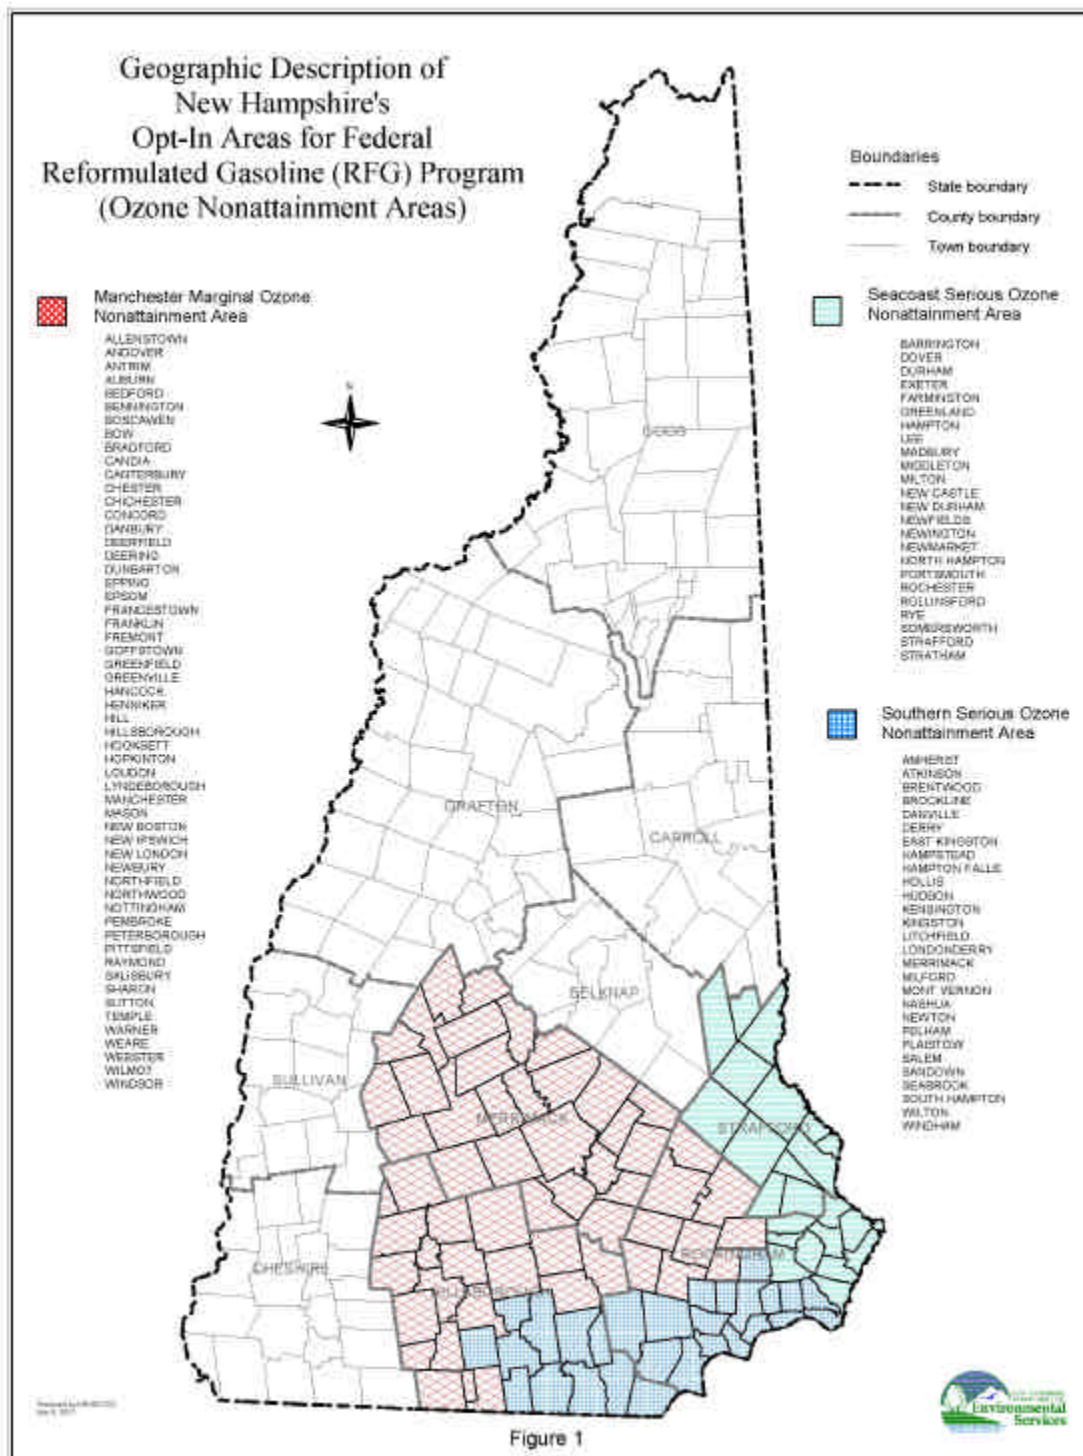 Geographic Description of
New Hampshire's
Opt-In Areas for Federal
Reformulated Gasoline (RFG) Program
(Ozone Nonattainment Areas)
Boundaries
State boundary
County boundary
Town boundary
Manchester Marginal Ozone
Nonattainment Area
ALLENSTOWN
ANDOVER
ANTRIM
AUBURN
BEDFORD
BENNINGTON
BOSCAWEN
BOW
BRADFORD
CANDIA
CANTERBURY
CHESTER
CHICHESTER
CONCORD
DANBURY
DEERFIELD
DEERING
DUNBARTON
EPPING
EPSOM
FRANCESTOWN
FRANKLIN
FREMONT
GOFFSTOWN
GREENFIELD
GREENVILLE
HANCOCK
HENNIKER
HILL
HILLSBOROUGH
HOOKSETT
HOPKINTON
LOUDON
LYNDEBOROUGH
MANCHESTER
MASON
NEW BOSTON
NEW IPSWICH
NEW LONDON
NEWBURY
NORTHFIELD
NORTHWOOD
NOTTINGHAM
PEMBROKE
PETERBOROUGH
PITTSFIELD
RAYMOND
SALISBURY
SHARON
SUTTON
TEMPLE
WARNER
WEARE
WEBSTER
WILMOT
WINDSOR
Seacoast Serious Ozone
Nonattainment Area
BARRINGTON
DOVER
DURHAM
EXETER
FARMINGTON
GREENLAND
HAMPTON
LEE
MADBURY
MIDDLETON
MILTON
NEW CASTLE
NEW DURHAM
NEWFIELDS
NEWINGTON
NEWMARKET
NORTH HAMPTON
PORTSMOUTH
ROCHESTER
ROLLINSFORD
RYE
SOMERSWORTH
STRAFFORD
STRATHAM
Southern Serious Ozone
Nonattainment Area
AMHERST
ATKINSON
BRENTWOOD
BROOKLINE
DANVILLE
DERRY
EAST KINGSTON
HAMPSTEAD
HAMPTON FALLS
HOLLIS
HUDSON
KENSINGTON
KINGSTON
LITCHFIELD
LONDONDERRY
MERRIMACK
MILFORD
MONT VERNON
NASHUA
NEWTON
PELHAM
PLAISTOW
SALEM
SANDOWN
SEABROOK
SOUTH HAMPTON
WILTON
WINDHAM
N
COOS
GRAFTON
CARROLL
BELKNAP
SULLIVAN
MERRIMACK
STRAFFORD
ROCKINGHAM
CHESHIRE
HILLSBOROUGH
Environmental
Services
Figure 1